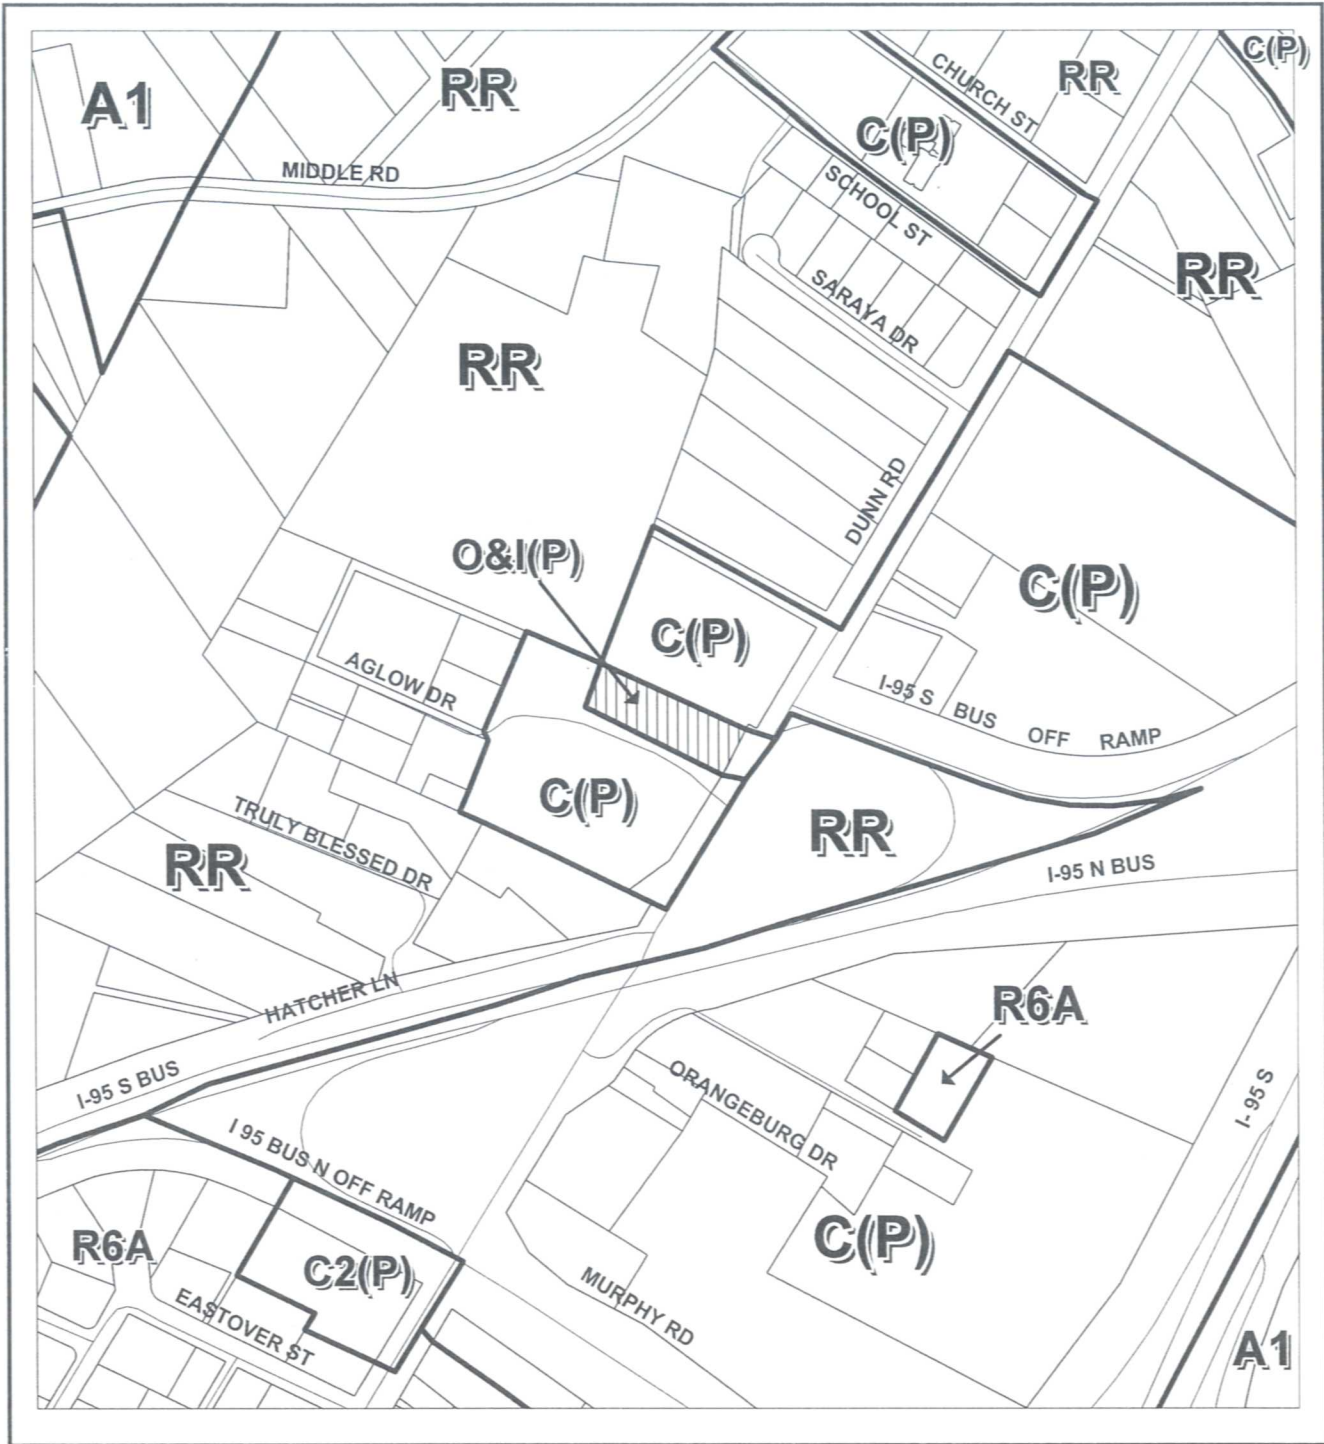 C(P)
A1
RR
CHURCH ST
RR
C(P)
MIDDLE RD
SCHOOL ST
RR
SARAYA DR
RR
DUNN RD
O&I(P)
C(P)
C(P)
AGLOW DR
I-95 S BUS OFF RAMP
C(P)
RR
TRULY BLESSED DR
RR
I-95 N BUS
HATCHER LN
R6A
I-95 S BUS
ORANGEBURG DR
I- 95 S
I 95 BUS N OFF RAMP
R6A
C(P)
C2(P)
EASTOVER ST
MURPHY RD
A1